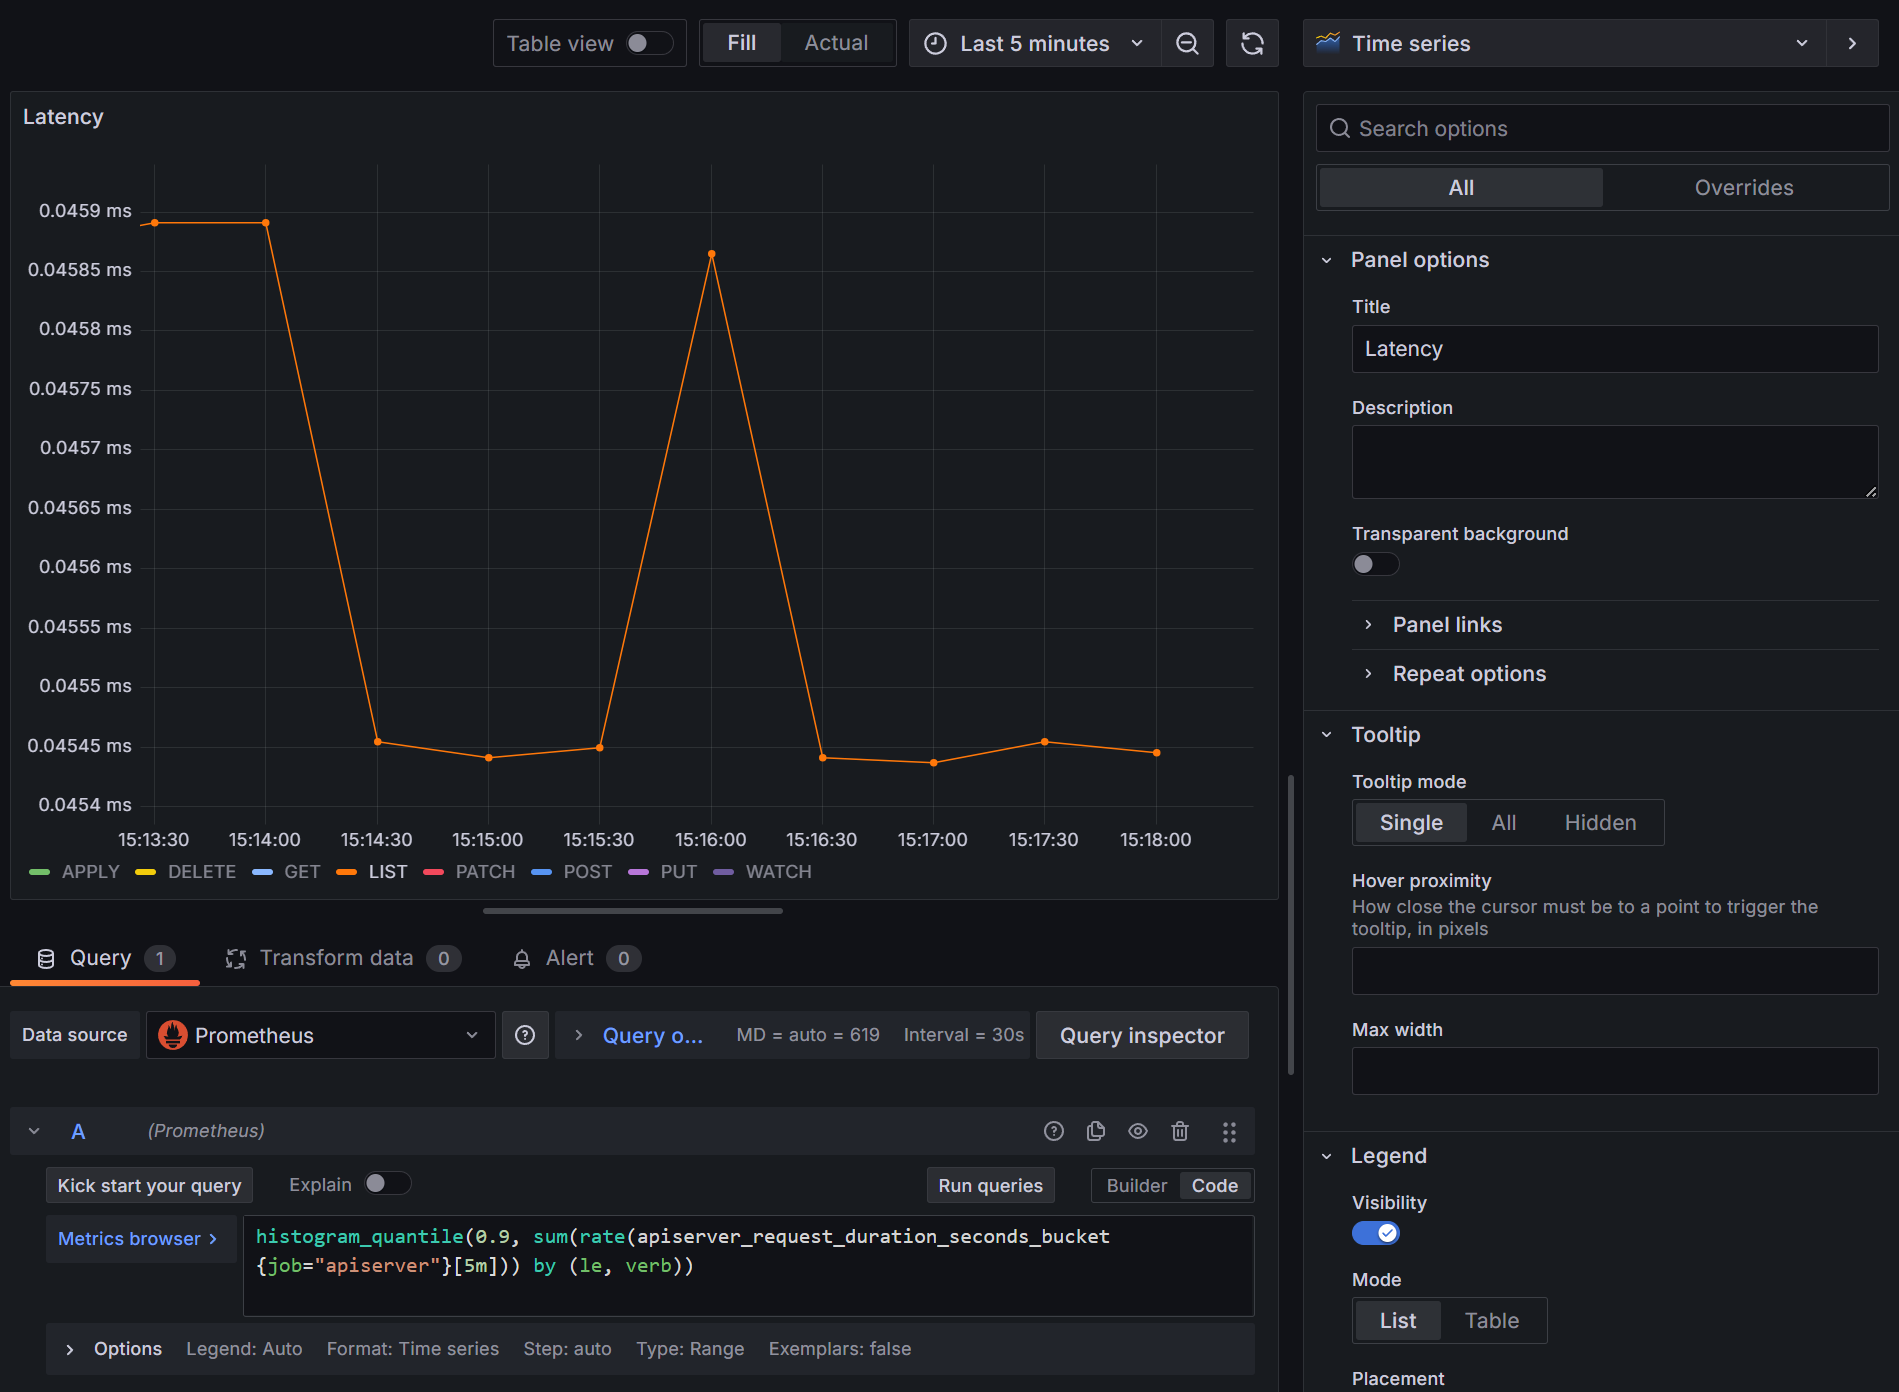 Table view
Fill
Actual
Last 5 minutes
Time series
Latency
0.0459 ms
0.04585 ms
0.0458 ms
0.04575 ms
0.0457 ms
0.04565 ms
0.0456 ms
0.04555 ms
0.0455 ms
0.04545 ms
0.0454 ms
15:13:30 15:14:00 15:14:30 15:15:00 15:15:30 15:16:00 15:16:30 15:17:00 15:17:30 15:18:00
APPLY DELETE GET LIST PATCH POST PUT WATCH
Query 1 Transform data 0 Alert 0
Data source Prometheus Query o... MD = auto = 619 Interval = 30s Query inspector
A (Prometheus)
Kick start your query Explain Run queries Builder Code
Metrics browser >
histogram_quantile(0.9, sum(rate(apiserver_request_duration_seconds_bucket
{job="apiserver"}[5m])) by (le, verb))
Options Legend: Auto Format: Time series Step: auto Type: Range Exemplars: false
Search options
All Overrides
Panel options
Title
Latency
Description
Transparent background
Panel links
Repeat options
Tooltip
Tooltip mode
Single All Hidden
Hover proximity
How close the cursor must be to a point to trigger the
tooltip, in pixels
Max width
Legend
Visibility
Mode
List Table
Placement